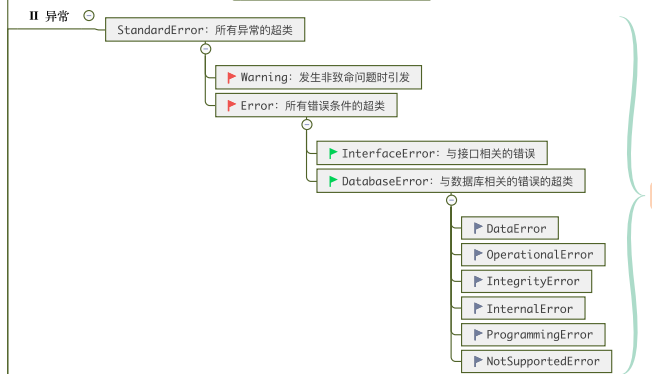 II 异常
StandardError: 所有异常的超类
Warning: 发生非致命问题时引发
Error: 所有错误条件的超类
InterfaceError: 与接口相关的错误
DatabaseError: 与数据库相关的错误的超类
DataError
OperationalError
IntegrityError
InternalError
ProgrammingError
NotSupportedError